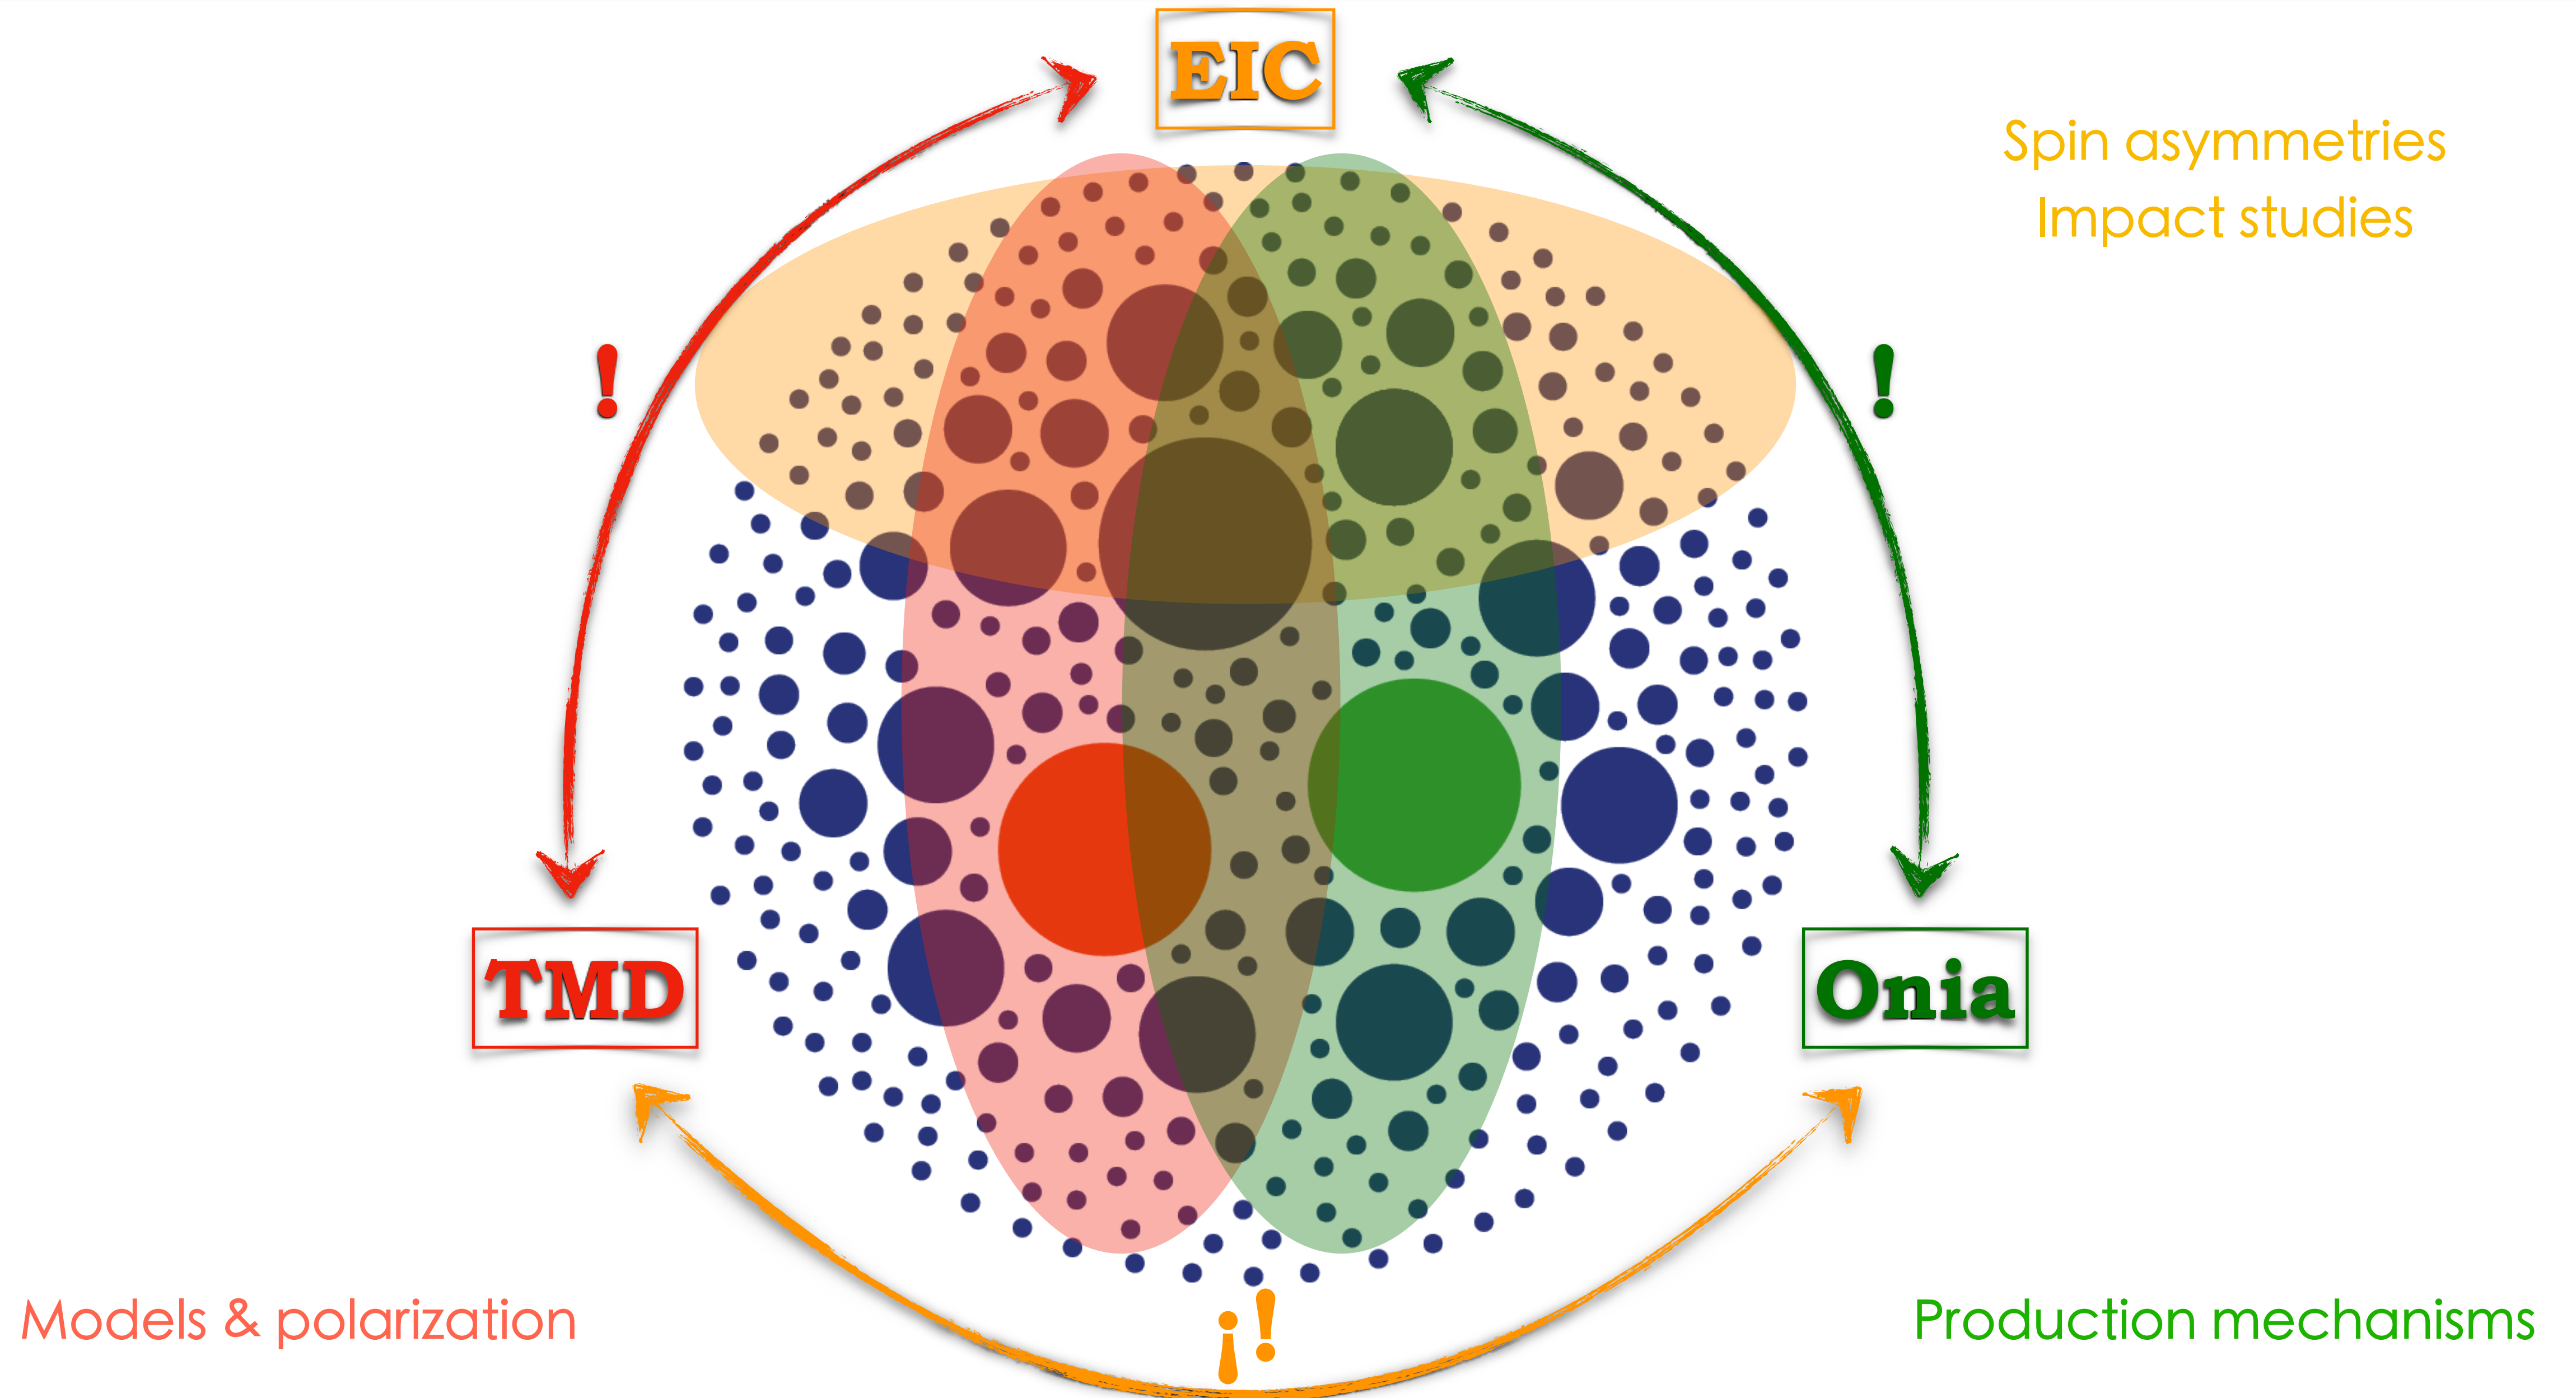 EIC
Spin asymmetries
Impact studies
!
!
TMD
Onia
Models & polarization
¡!
Production mechanisms